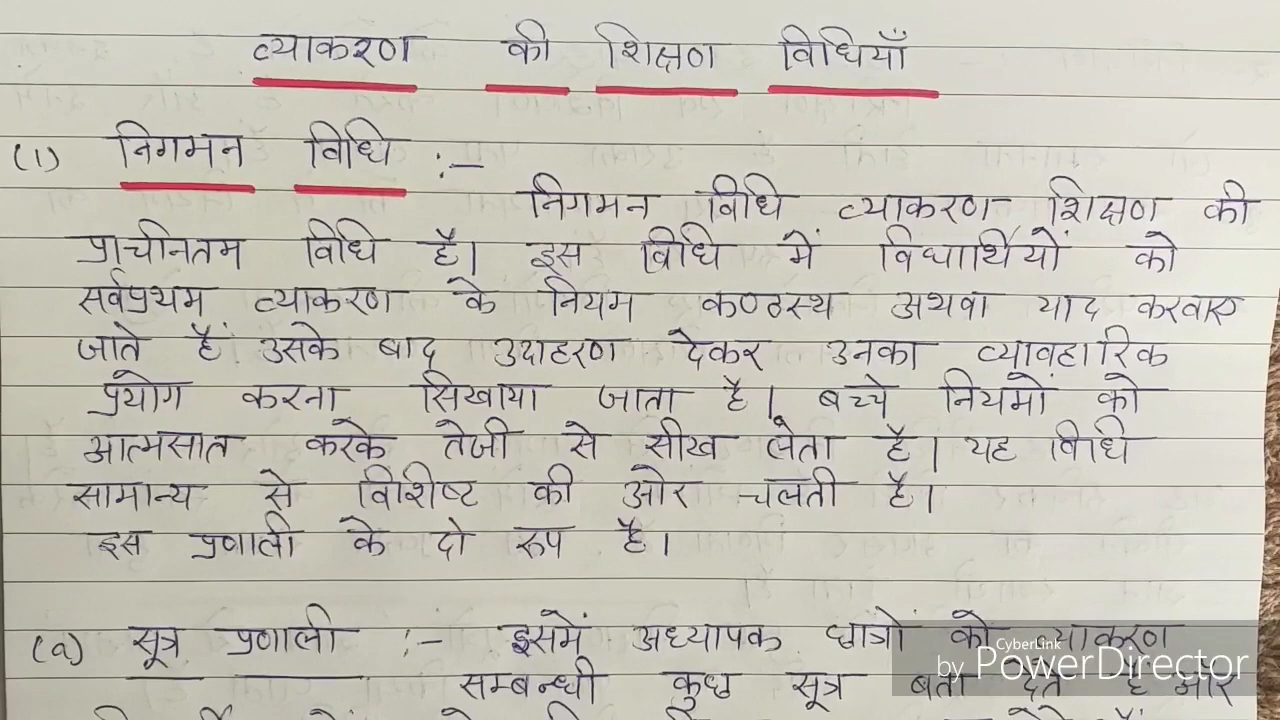 व्याकरण की शिक्षण विधियाँ
(1) निगमन विधि :-
निगमन विधि व्याकरण शिक्षण की
प्राचीनतम विधि है। इस विधि में विद्यार्थियों को
सर्वप्रथम व्याकरण के नियम कण्ठस्थ अथवा याद करवाए
जाते हैं उसके बाद उदाहरण देकर उनका व्यावहारिक
प्रयोग करना सिखाया जाता है। बच्चे नियमों को
आत्मसात करके तेजी से सीख लेता है। यह विधि
सामान्य से विशिष्ट की ओर चलती है।
इस प्रणाली के दो रूप है।
(a) सूत्र प्रणाली :- इसमें अध्यापक छात्रों को व्याकरण
सम्बन्धी कुछ सूत्र बता देते है और
CyberLink
by PowerDirector